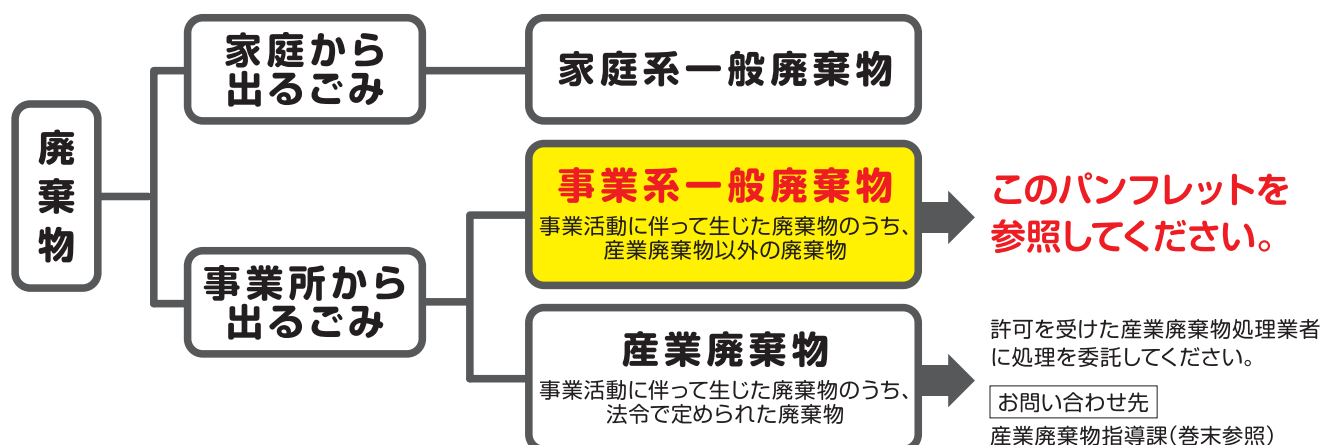 廃棄物
家庭から
出るごみ
家庭系一般廃棄物
事業所から
出るごみ
事業系一般廃棄物
事業活動に伴って生じた廃棄物のうち、
産業廃棄物以外の廃棄物
このパンフレットを
参照してください。
産業廃棄物
事業活動に伴って生じた廃棄物のうち、
法令で定められた廃棄物
許可を受けた産業廃棄物処理業者
に処理を委託してください。
お問い合わせ先
産業廃棄物指導課(巻末参照)